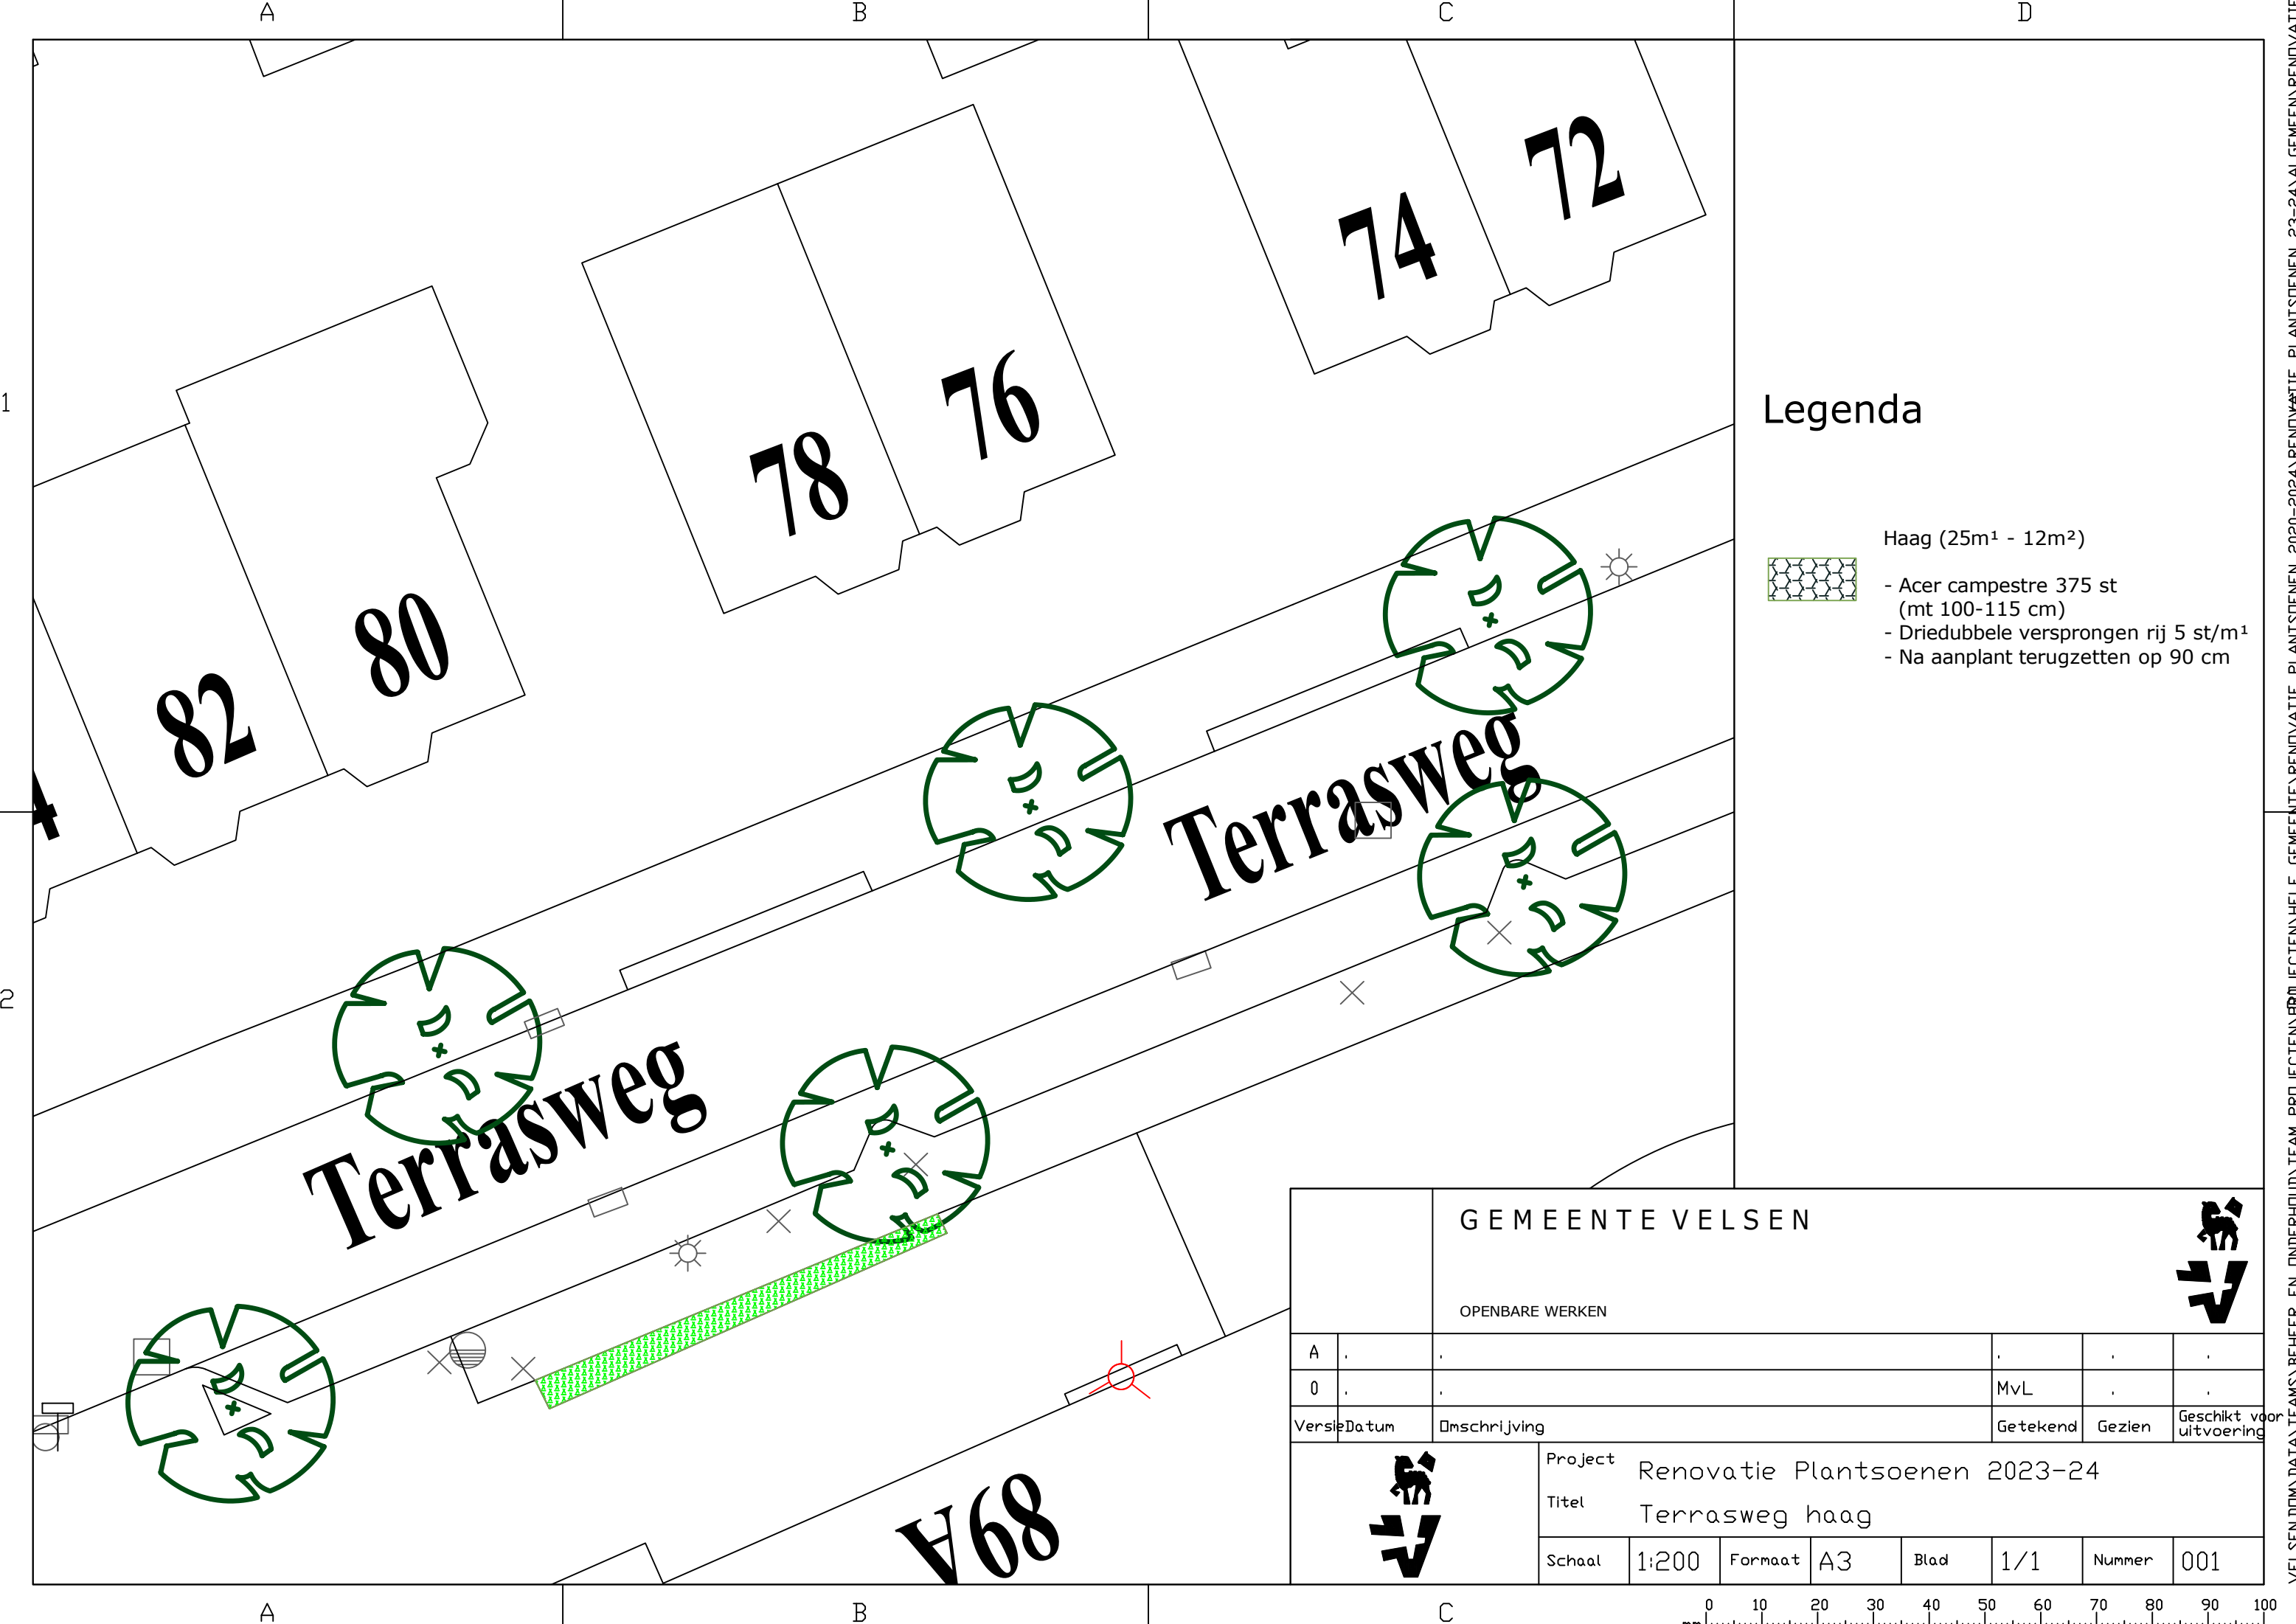 A
B
C
D
1
2
72
74
76
78
80
82
4
Terrasweg
Terrasweg
89A
Legenda
Haag (25m¹ - 12m²)
- Acer campestre 375 st
(mt 100-115 cm)
- Driedubbele versprongen rij 5 st/m¹
- Na aanplant terugzetten op 90 cm
GEMEENTE VELSEN
OPENBARE WERKEN
A . . . . .
0 . . MvL . .
Versie Datum Omschrijving Getekend Gezien Geschikt voor
uitvoering
Project Renovatie Plantsoenen 2023-24
Titel Terrasweg haag
Schaal 1:200 Formaat A3 Blad 1/1 Nummer 001
A
B
C
0 10 20 30 40 50 60 70 80 90 100
mm